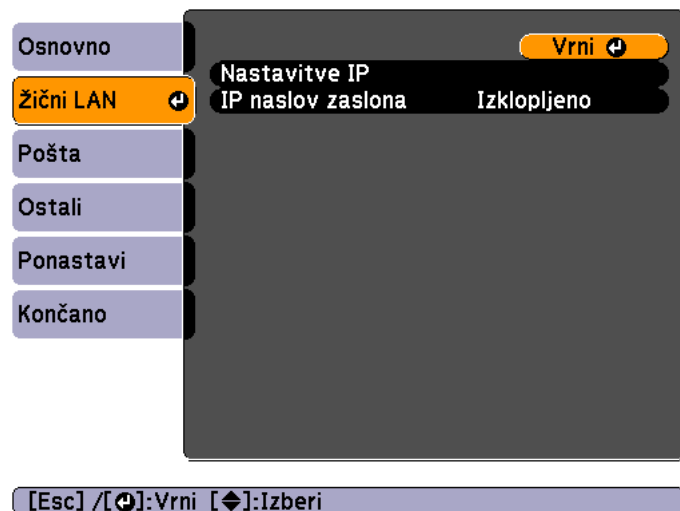 Osnovno
Žični LAN
Pošta
Ostali
Ponastavi
Končano
Vrni
Nastavitve IP
IP naslov zaslona Izklopljeno
[Esc] /[⏎]:Vrni [◆]:Izberi